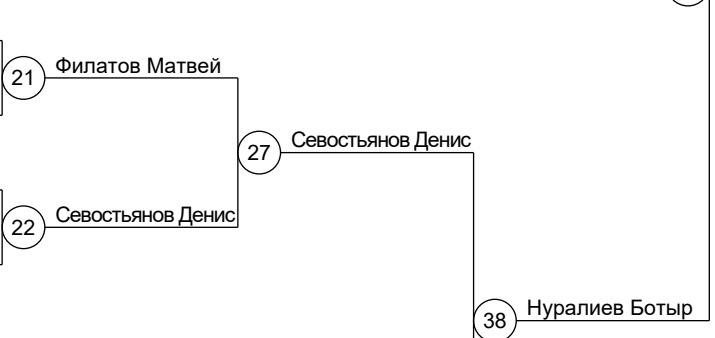 21 Филатов Матвей
27 Севостьянов Денис
22 Севостьянов Денис
38 Нуралиев Ботыр